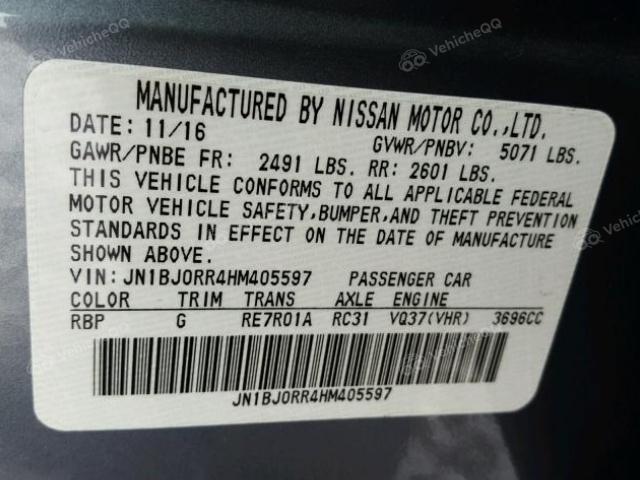 VehicleQQ
VehicleQQ
VehicleQQ
MANUFACTURED BY NISSAN MOTOR CO.,LTD.
DATE: 11/16 GVWR/PNBV: 5071 LBS.
GAWR/PNBE FR: 2491 LBS. RR: 2601 LBS.
THIS VEHICLE CONFORMS TO ALL APPLICABLE FEDERAL
MOTOR VEHICLE SAFETY,BUMPER,AND THEFT PREVENTION
STANDARDS IN EFFECT ON THE DATE OF MANUFACTURE
SHOWN ABOVE.
VIN: JN1BJ0RR4HM405597 PASSENGER CAR
COLOR TRIM TRANS AXLE ENGINE
RBP G RE7R01A RC31 VQ37(VHR) 3696CC
JN1BJ0RR4HM405597